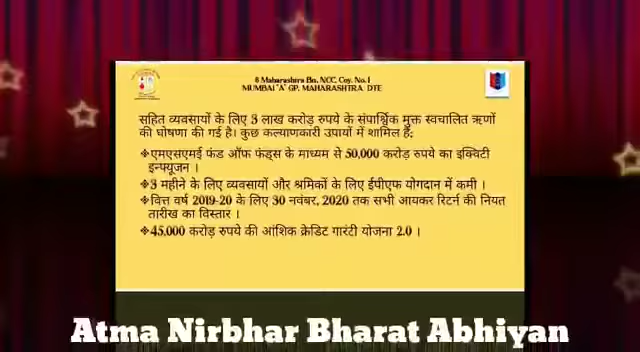 6 Maharashtra Bn. NCC. Coy. No. 1
MUMBAI "A" GP, MAHARASHTRA DTE
सहित व्यवसायों के लिए 3 लाख करोड़ रुपये के संपार्श्विक मुक्त स्वचालित ऋणों
की घोषणा की गई है। कुछ कल्याणकारी उपायों में शामिल हैं;
❖एमएसएमई फंड ऑफ फंड्स के माध्यम से 50,000 करोड़ रुपये का इक्विटी
इन्फ्यूजन ।
❖3 महीने के लिए व्यवसायों और श्रमिकों के लिए ईपीएफ योगदान में कमी ।
❖वित्त वर्ष 2019-20 के लिए 30 नवंबर, 2020 तक सभी आयकर रिटर्न की नियत
तारीख का विस्तार ।
❖45,000 करोड़ रुपये की आंशिक क्रेडिट गारंटी योजना 2.0 ।
Atma Nirbhar Bharat Abhiyan